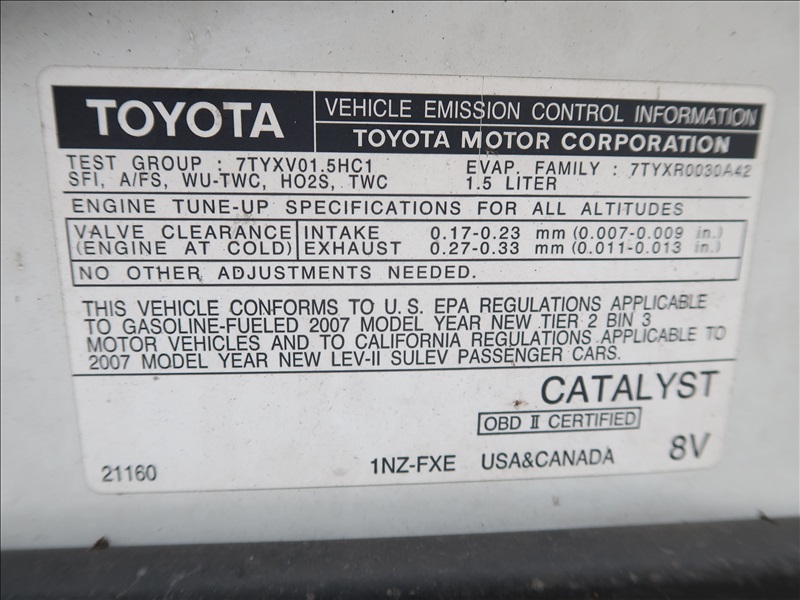 TOYOTA
VEHICLE EMISSION CONTROL INFORMATION
TOYOTA MOTOR CORPORATION
TEST GROUP : 7TYXV01.5HC1 EVAP. FAMILY : 7TYXR0030A42
SFI, A/FS, WU-TWC, HO2S, TWC 1.5 LITER
ENGINE TUNE-UP SPECIFICATIONS FOR ALL ALTITUDES
VALVE CLEARANCE INTAKE 0.17-0.23 mm (0.007-0.009 in.)
(ENGINE AT COLD) EXHAUST 0.27-0.33 mm (0.011-0.013 in.)
NO OTHER ADJUSTMENTS NEEDED.
THIS VEHICLE CONFORMS TO U.S. EPA REGULATIONS APPLICABLE
TO GASOLINE-FUELED 2007 MODEL YEAR NEW TIER 2 BIN 3
MOTOR VEHICLES AND TO CALIFORNIA REGULATIONS APPLICABLE TO
2007 MODEL YEAR NEW LEV-II SULEV PASSENGER CARS.
CATALYST
OBD II CERTIFIED
21160 1NZ-FXE USA&CANADA 8V